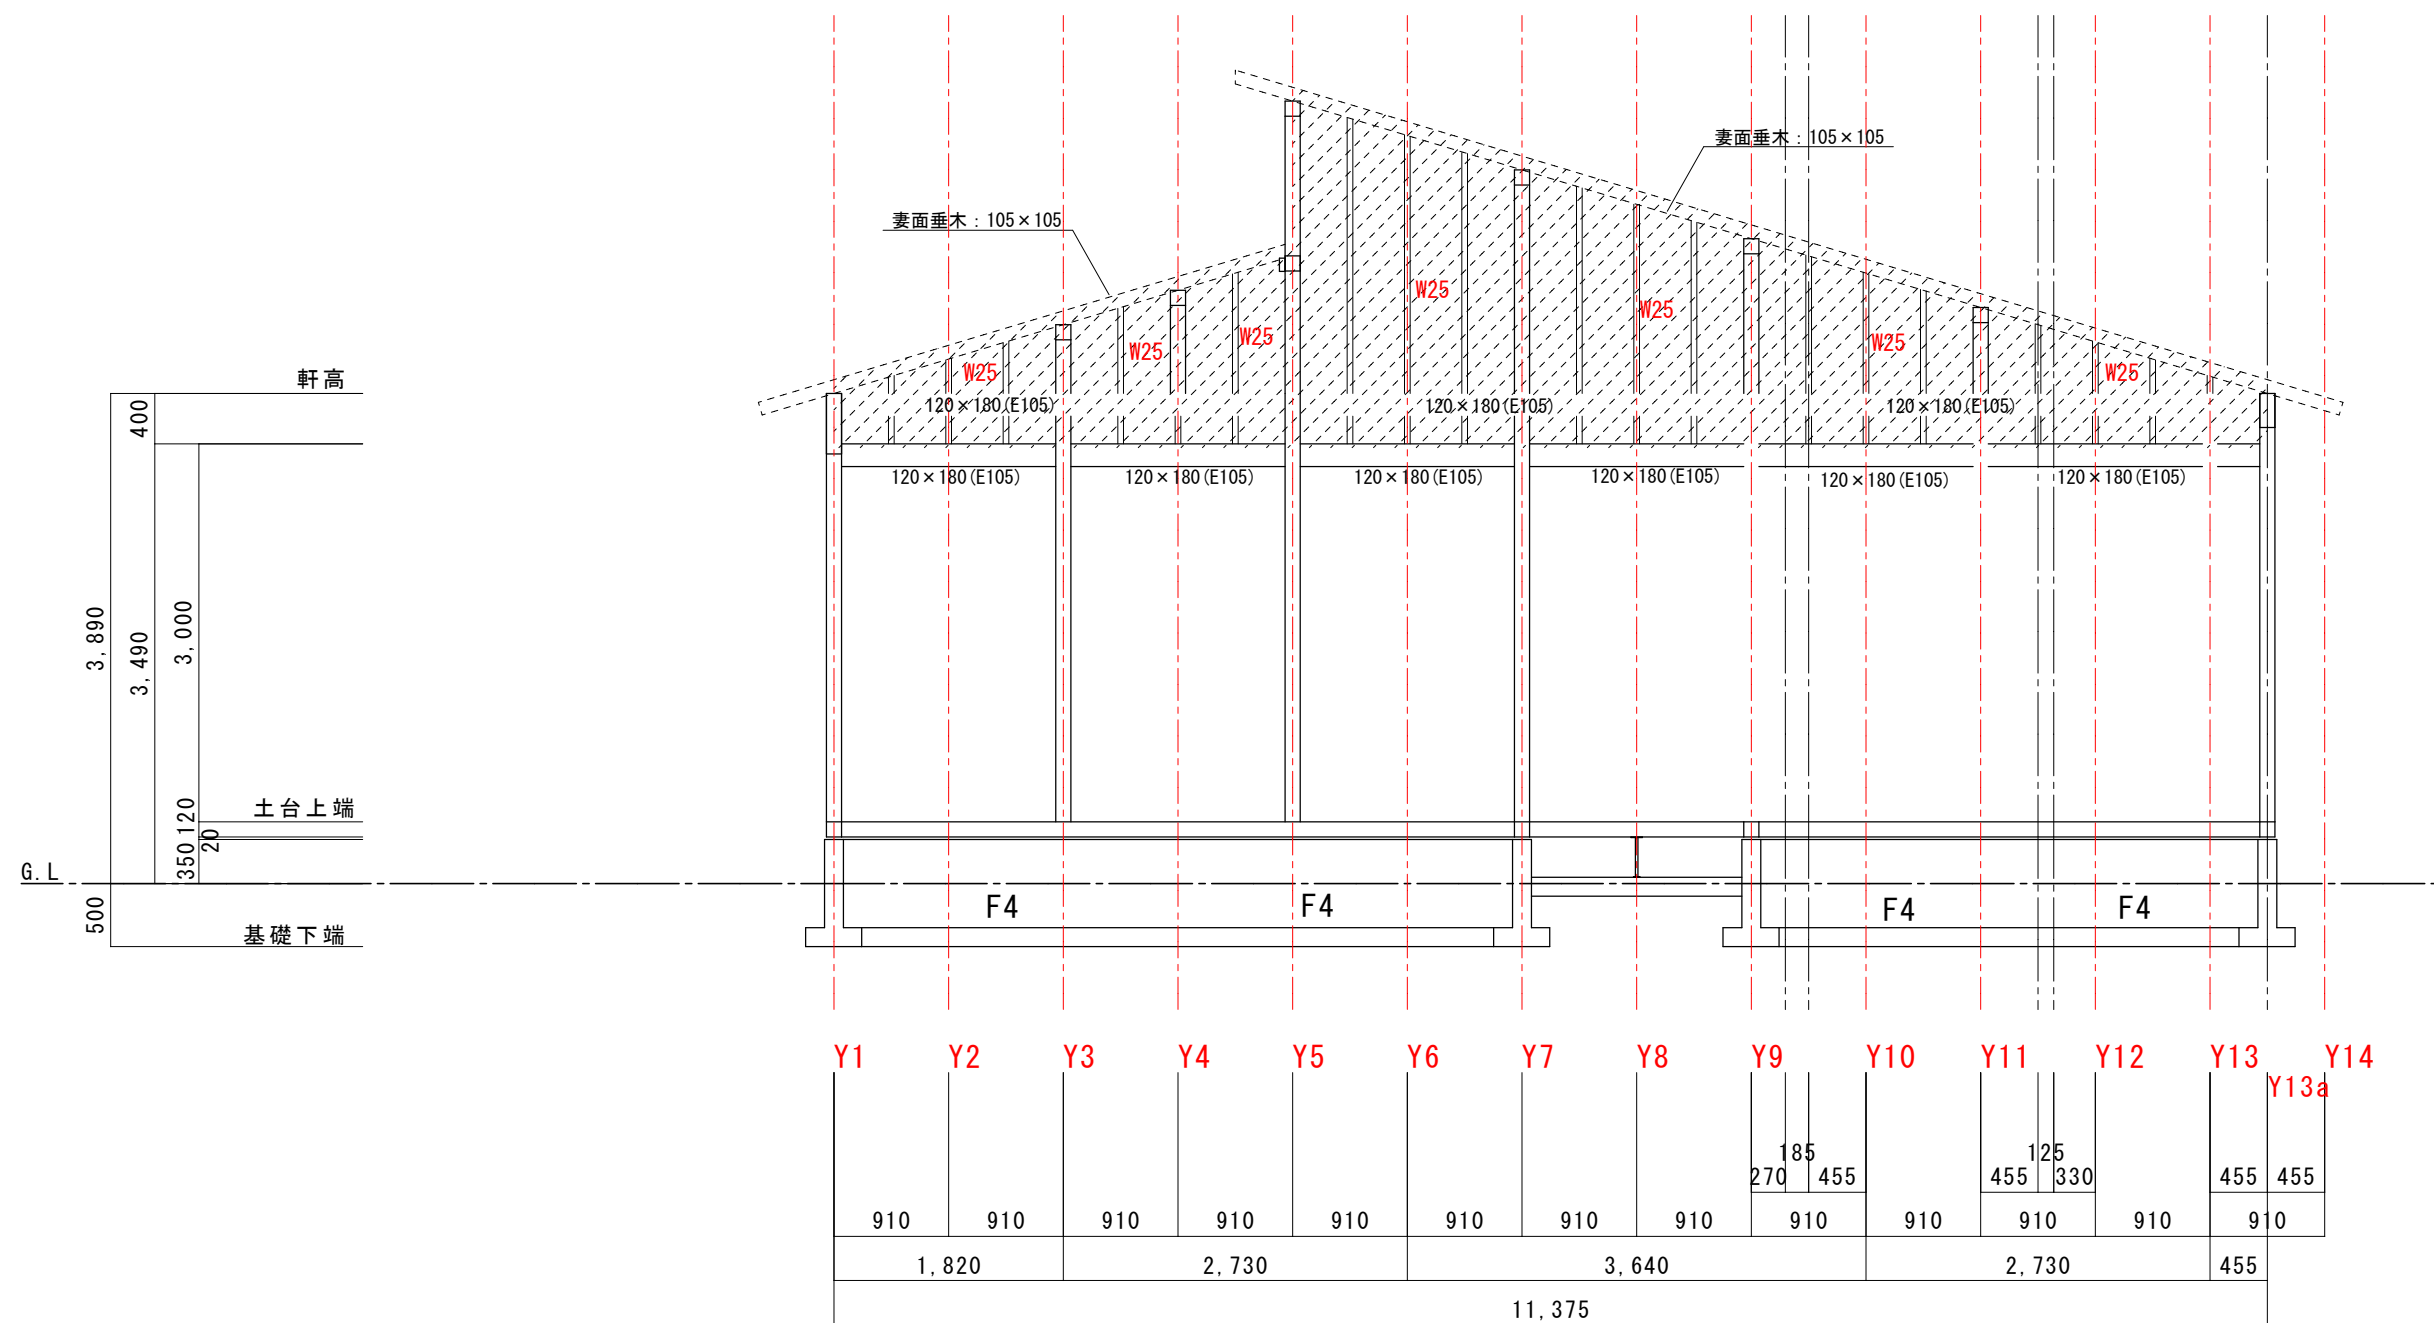 妻面垂木：105×105
妻面垂木：105×105
W25
W25
W25
W25
W25
W25
W25
軒高
400
120×180(E105)
120×180(E105)
120×180(E105)
120×180(E105)
120×180(E105)
120×180(E105)
120×180(E105)
120×180(E105)
120×180(E105)
3,890
3,490
3,000
土台上端
120
20
350
G.L
500
基礎下端
F4
F4
F4
F4
Y1
Y2
Y3
Y4
Y5
Y6
Y7
Y8
Y9
Y10
Y11
Y12
Y13
Y14
Y13a
185
125
270
455
455
330
455
455
910
910
910
910
910
910
910
910
910
910
910
910
910
1,820
2,730
3,640
2,730
455
11,375